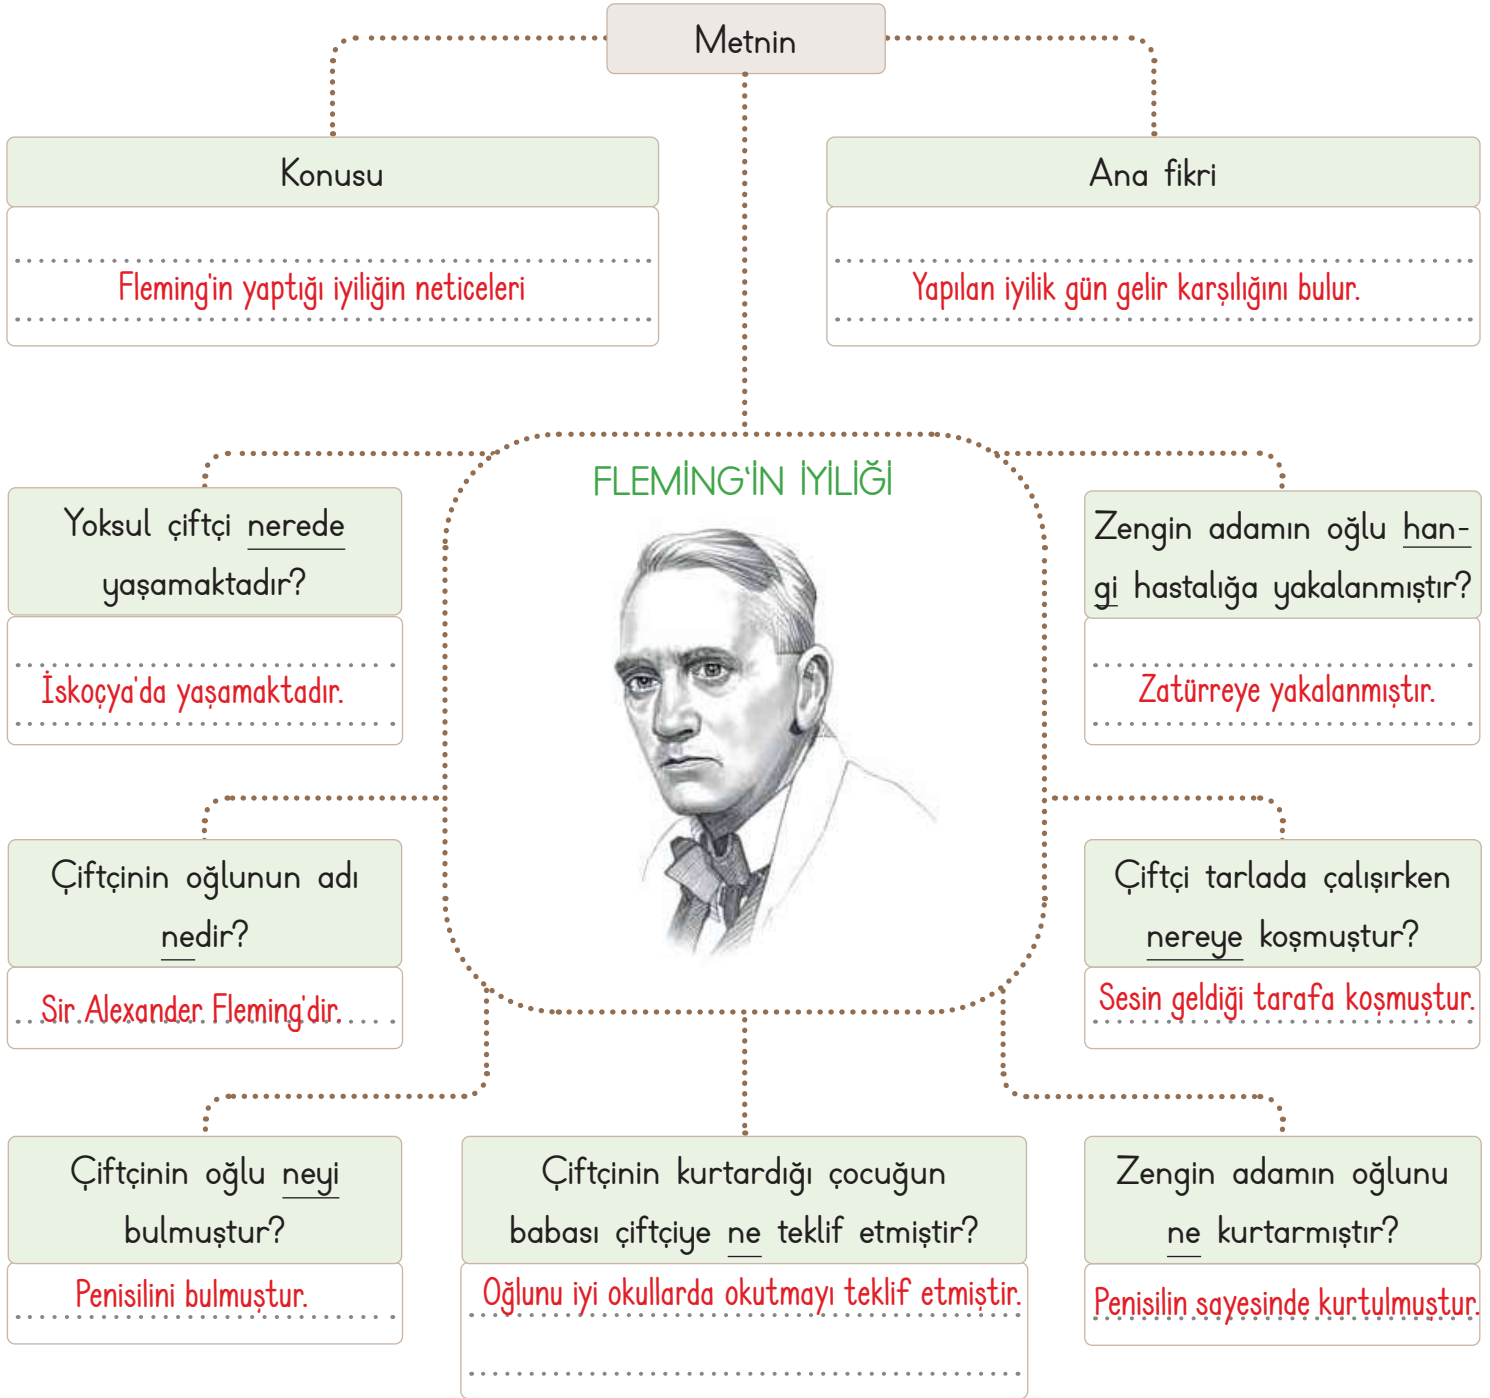 Metnin
Konusu
Fleming'in yaptığı iyiliğin neticeleri
Ana fikri
Yapılan iyilik gün gelir karşılığını bulur.
FLEMİNG'İN İYİLİĞİ
Yoksul çiftçi nerede
yaşamaktadır?
İskoçya'da yaşamaktadır.
Zengin adamın oğlu han-
gi hastalığa yakalanmıştır?
Zatürreye yakalanmıştır.
Çiftçinin oğlunun adı
nedir?
Sir Alexander Fleming'dir.
Çiftçi tarlada çalışırken
nereye koşmuştur?
Sesin geldiği tarafa koşmuştur.
Çiftçinin oğlu neyi
bulmuştur?
Penisilini bulmuştur.
Çiftçinin kurtardığı çocuğun
babası çiftçiye ne teklif etmiştir?
Oğlunu iyi okullarda okutmayı teklif etmiştir.
Zengin adamın oğlunu
ne kurtarmıştır?
Penisilin sayesinde kurtulmuştur.